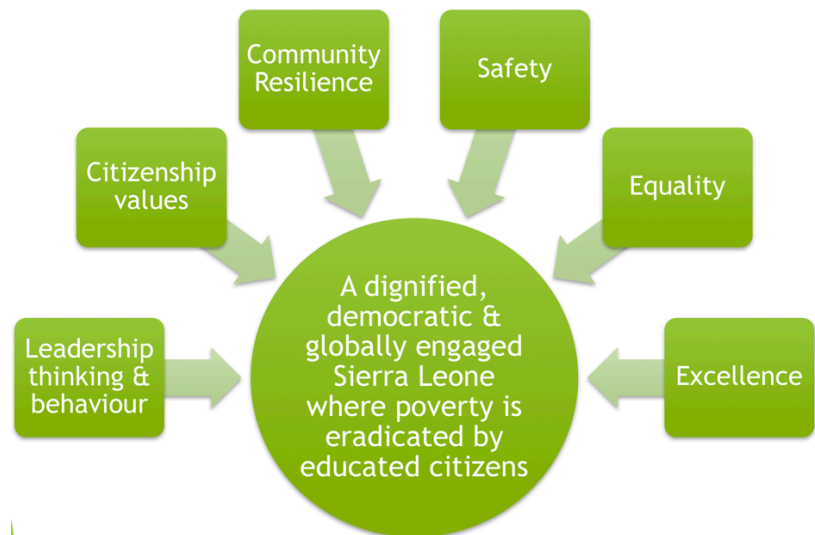 Community
Resilience
Safety
Citizenship
values
Equality
Leadership
thinking &
behaviour
A dignified,
democratic &
globally engaged
Sierra Leone
where poverty is
eradicated by
educated citizens
Excellence